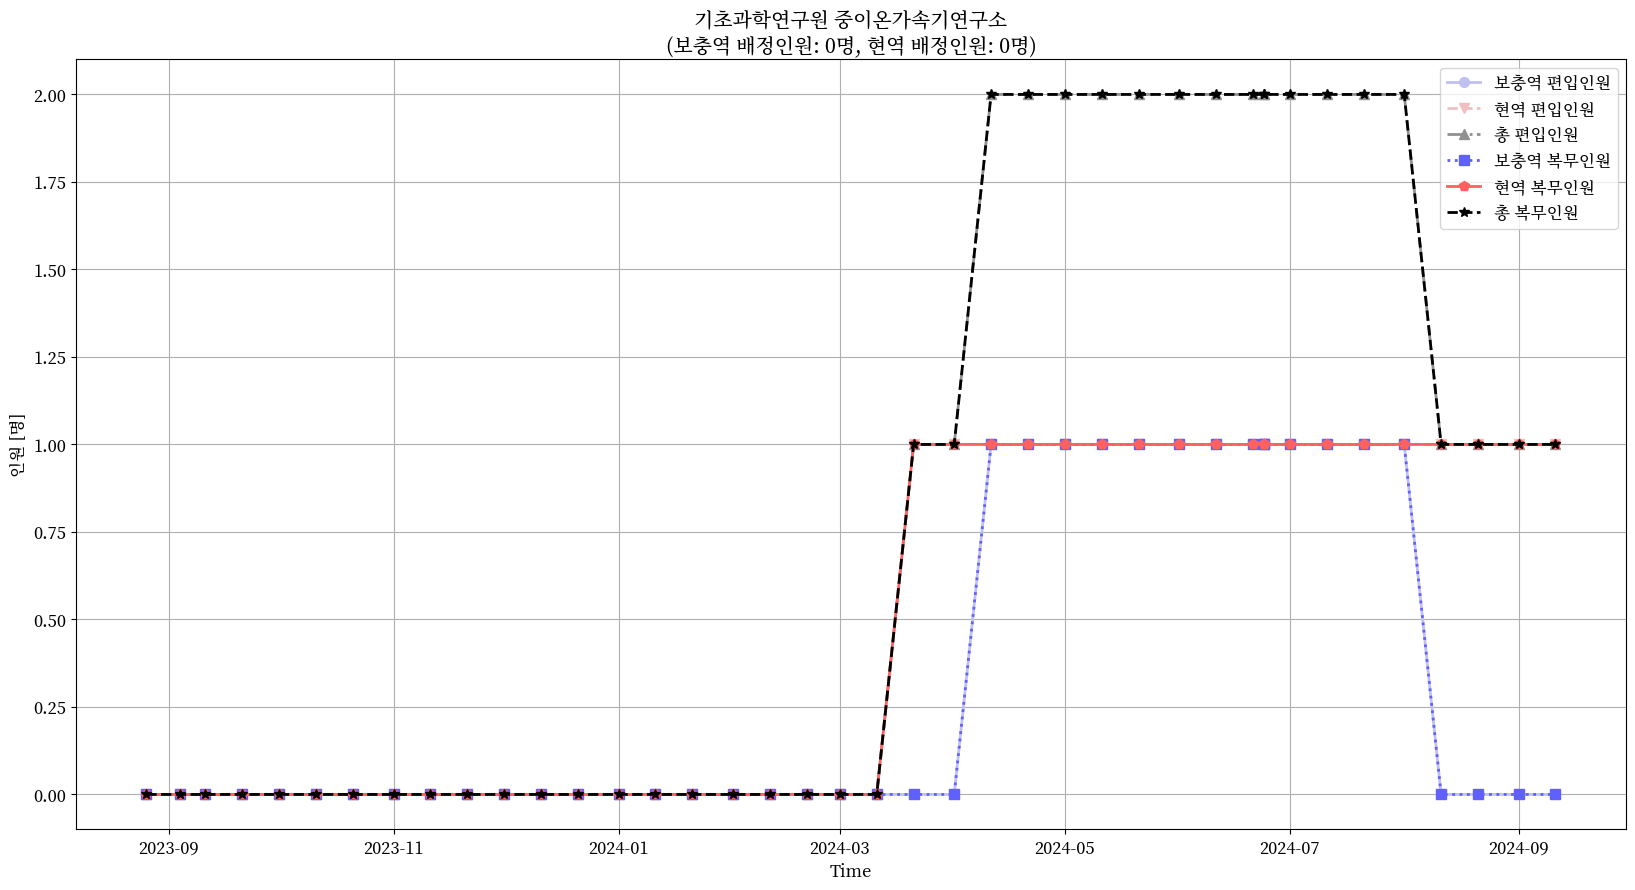 기초과학연구원 중이온가속기연구소
(보충역 배정인원: 0명, 현역 배정인원: 0명)
보충역 편입인원
현역 편입인원
총 편입인원
보충역 복무인원
현역 복무인원
총 복무인원
인원 [명]
2.00
1.75
1.50
1.25
1.00
0.75
0.50
0.25
0.00
2023-09
2023-11
2024-01
2024-03
2024-05
2024-07
2024-09
Time